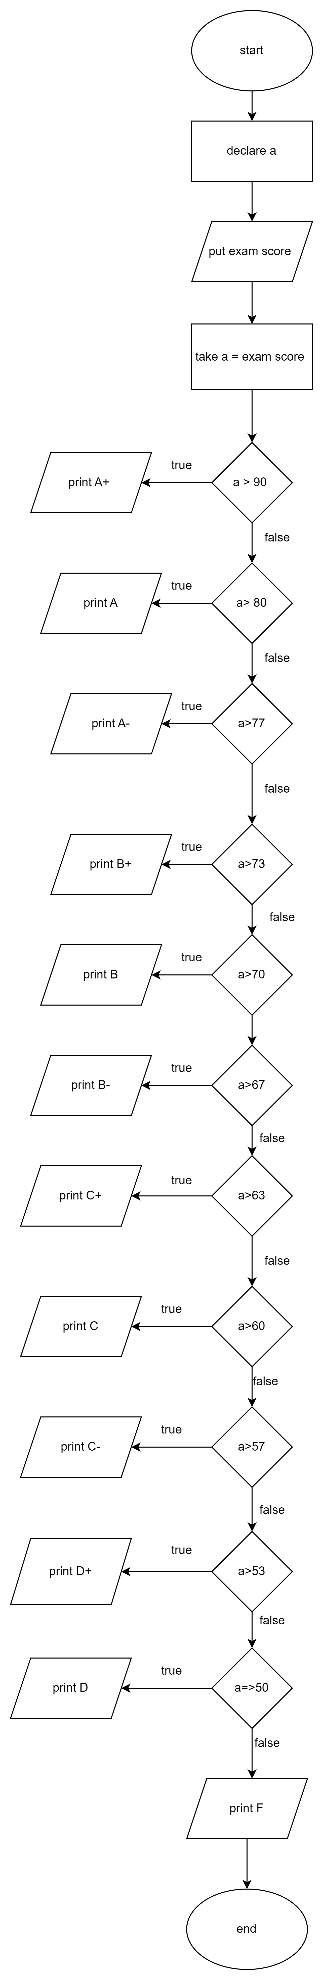 start
declare a
put exam score
take a = exam score
true
print A+
a > 90
false
true
print A
a> 80
false
true
print A-
a>77
false
true
print B+
a>73
false
true
print B
a>70
true
print B-
a>67
false
true
print C+
a>63
false
true
print C
a>60
false
true
print C-
a>57
false
true
print D+
a>53
false
true
print D
a=>50
false
print F
end